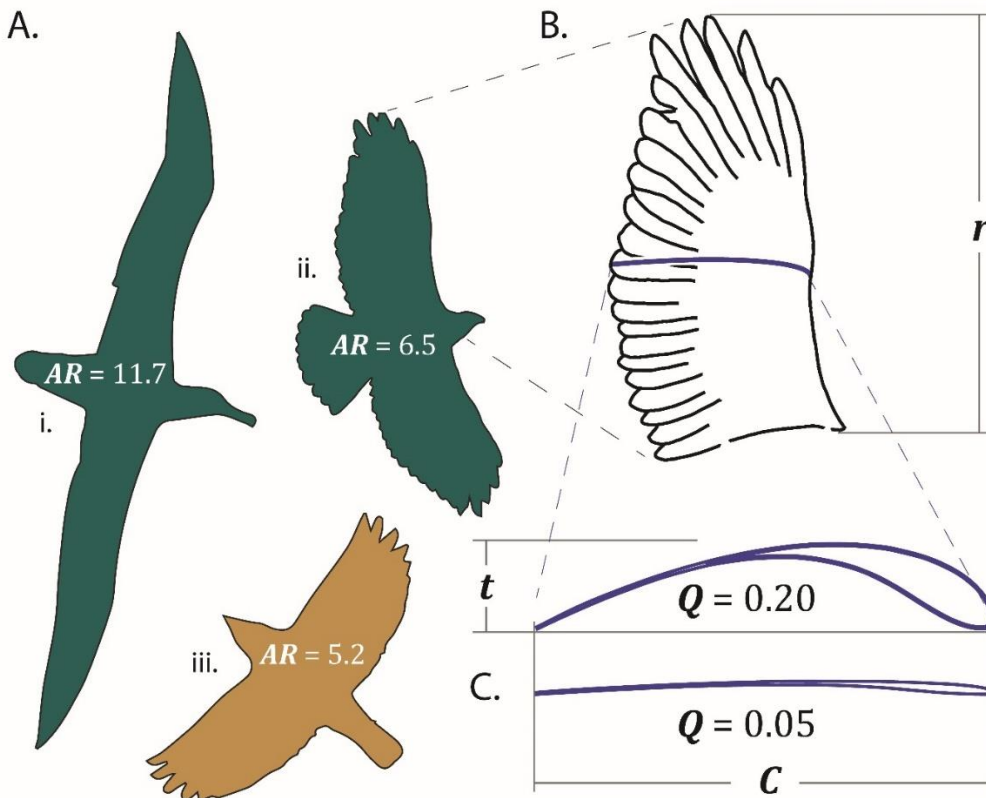 A.
i.
AR = 11.7
ii.
AR = 6.5
iii.
AR = 5.2
B.
r
t
Q = 0.20
C.
Q = 0.05
C